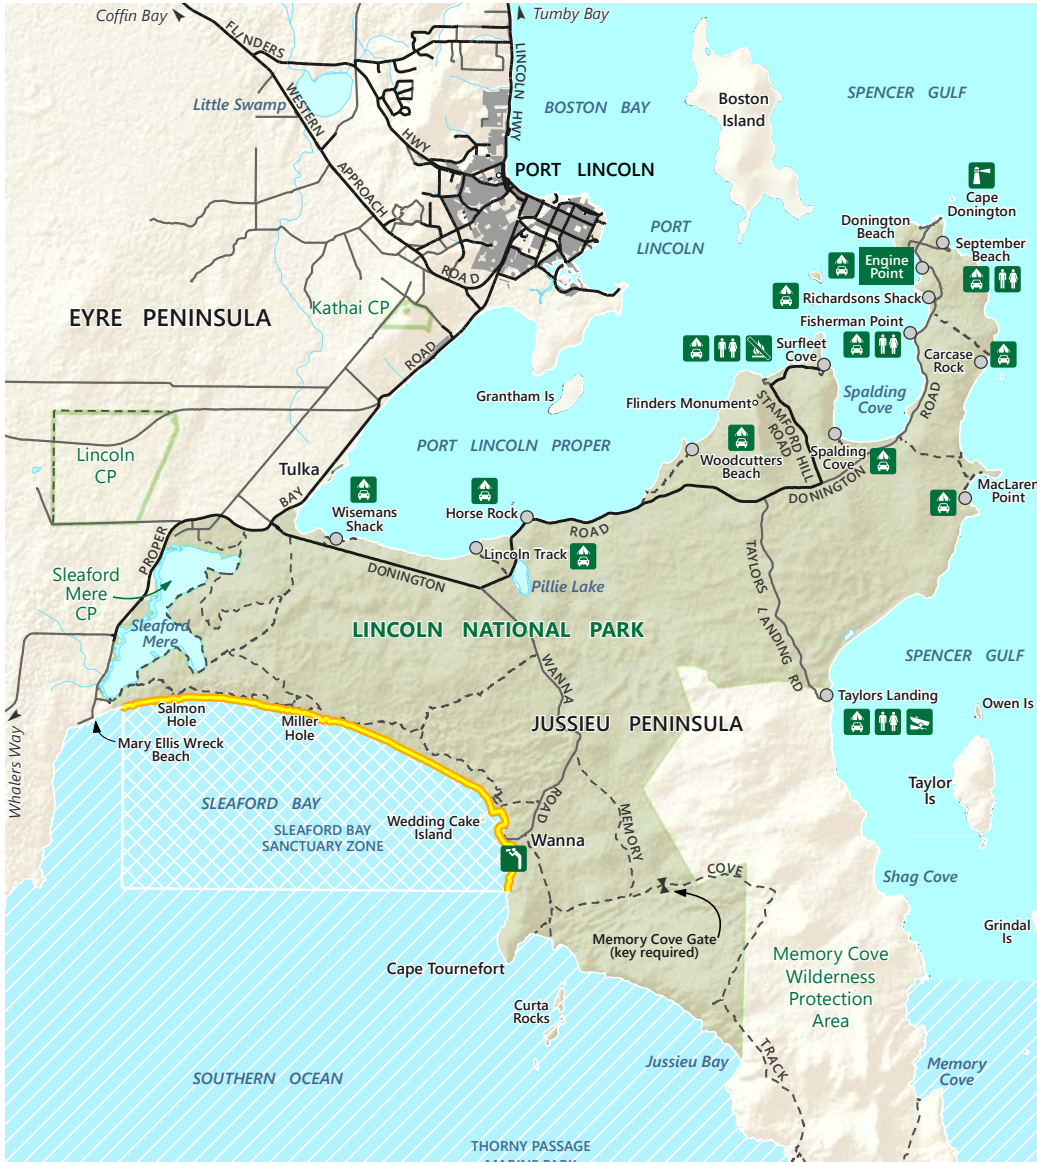 Coffin Bay
Tumby Bay
FLINDERS
HWY
LINCOLN HWY
Little Swamp
WESTERN
APPROACH
ROAD
BOSTON BAY
Boston
Island
SPENCER GULF
PORT LINCOLN
PORT
LINCOLN
Cape
Donington
Donington
Beach
September
Beach
Engine
Point
Richardsons Shack
Fisherman Point
Kathai CP
EYRE PENINSULA
ROAD
Surfleet
Cove
Carcase
Rock
Grantham Is
Flinders Monument
Spalding
Cove
ROAD
STAMFORD HILL
ROAD
PORT LINCOLN PROPER
Lincoln
CP
Tulka
BAY
Woodcutters
Beach
Spalding
Cove
MacLaren
Point
DONINGTON
Wisemans
Shack
Horse Rock
ROAD
PROPER
Lincoln Track
DONINGTON
Pillie Lake
TAYLORS LANDING RD
Sleaford
Mere
CP
Sleaford
Mere
LINCOLN NATIONAL PARK
SPENCER GULF
WANNA
Taylors Landing
Owen Is
Salmon
Hole
Miller
Hole
JUSSIEU PENINSULA
Mary Ellis Wreck
Beach
Whalers Way
Taylor
Is
SLEAFORD BAY
SLEAFORD BAY
SANCTUARY ZONE
Wedding Cake
Island
ROAD
Wanna
MEMORY
COVE
Shag Cove
Grindal
Is
Memory Cove Gate
(key required)
Memory Cove
Wilderness
Protection
Area
Cape Tournefort
Curta
Rocks
Jussieu Bay
TRACK
Memory
Cove
SOUTHERN OCEAN
THORNY PASSAGE
MARINE PARK